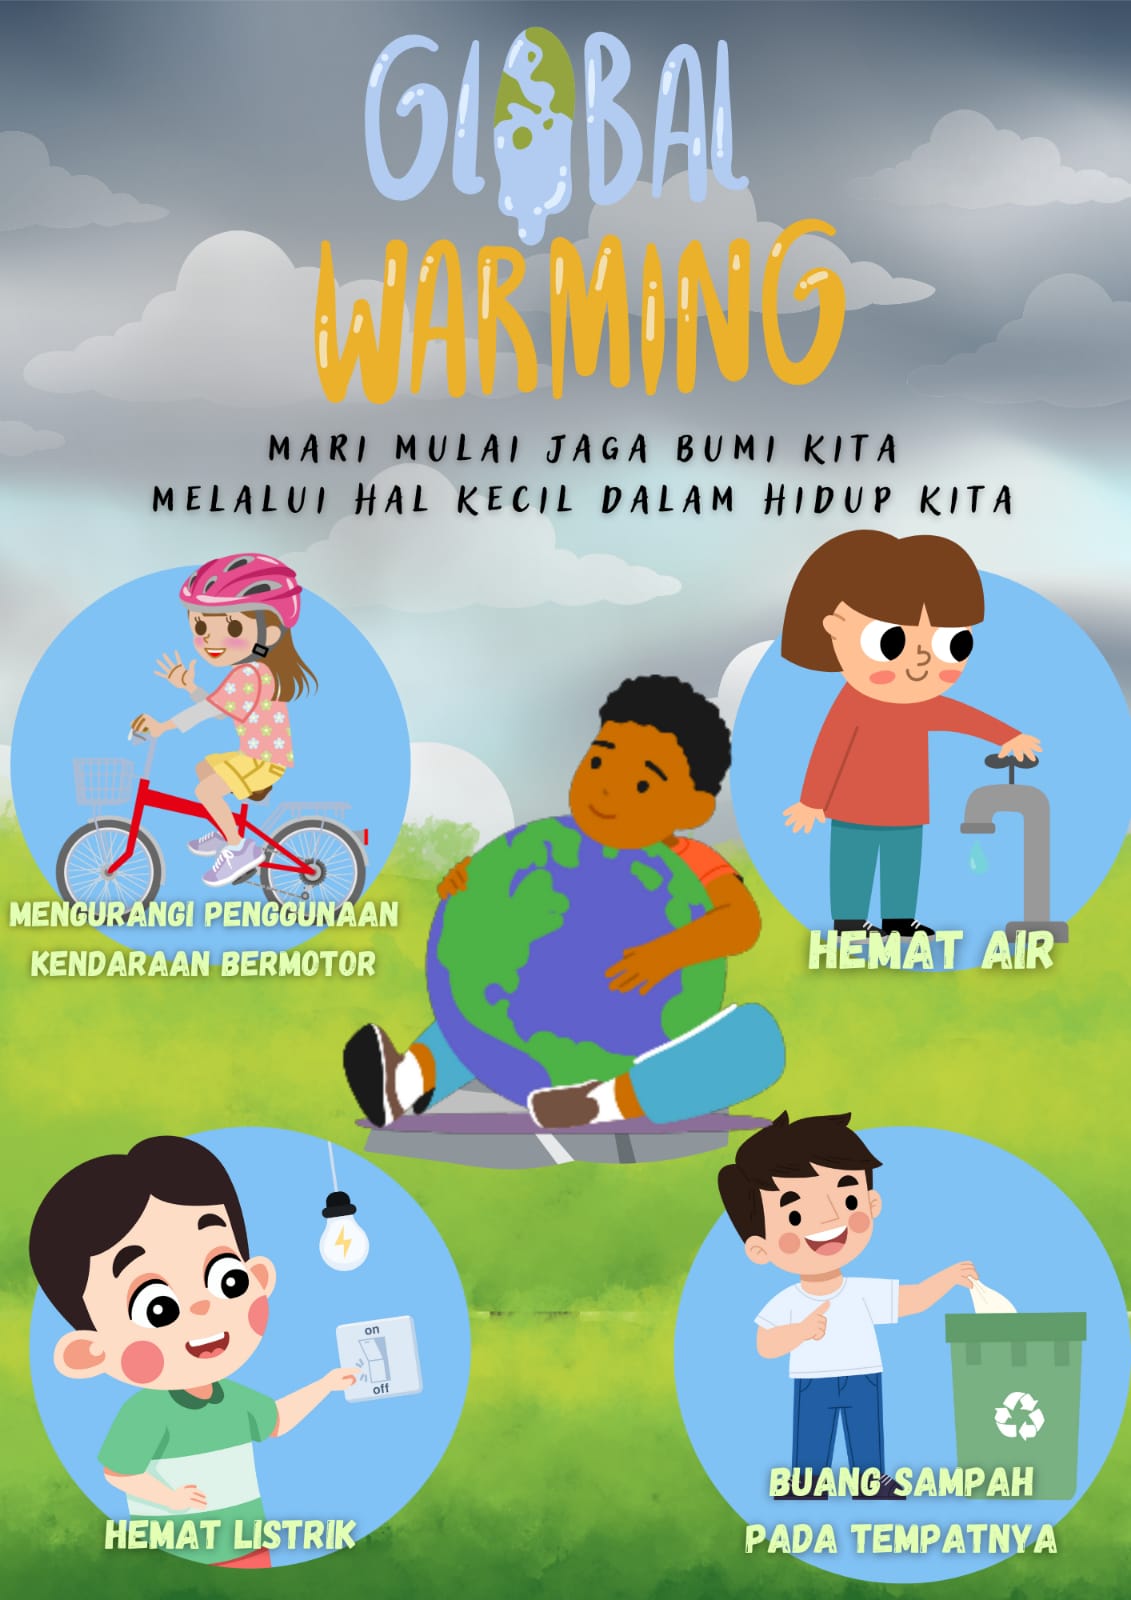 GLOBAL
WARMING
MARI MULAI JAGA BUMI KITA
MELALUI HAL KECIL DALAM HIDUP KITA
MENGURANGI PENGGUNAAN
KENDARAAN BERMOTOR
HEMAT AIR
on
off
HEMAT LISTRIK
BUANG SAMPAH
PADA TEMPATNYA